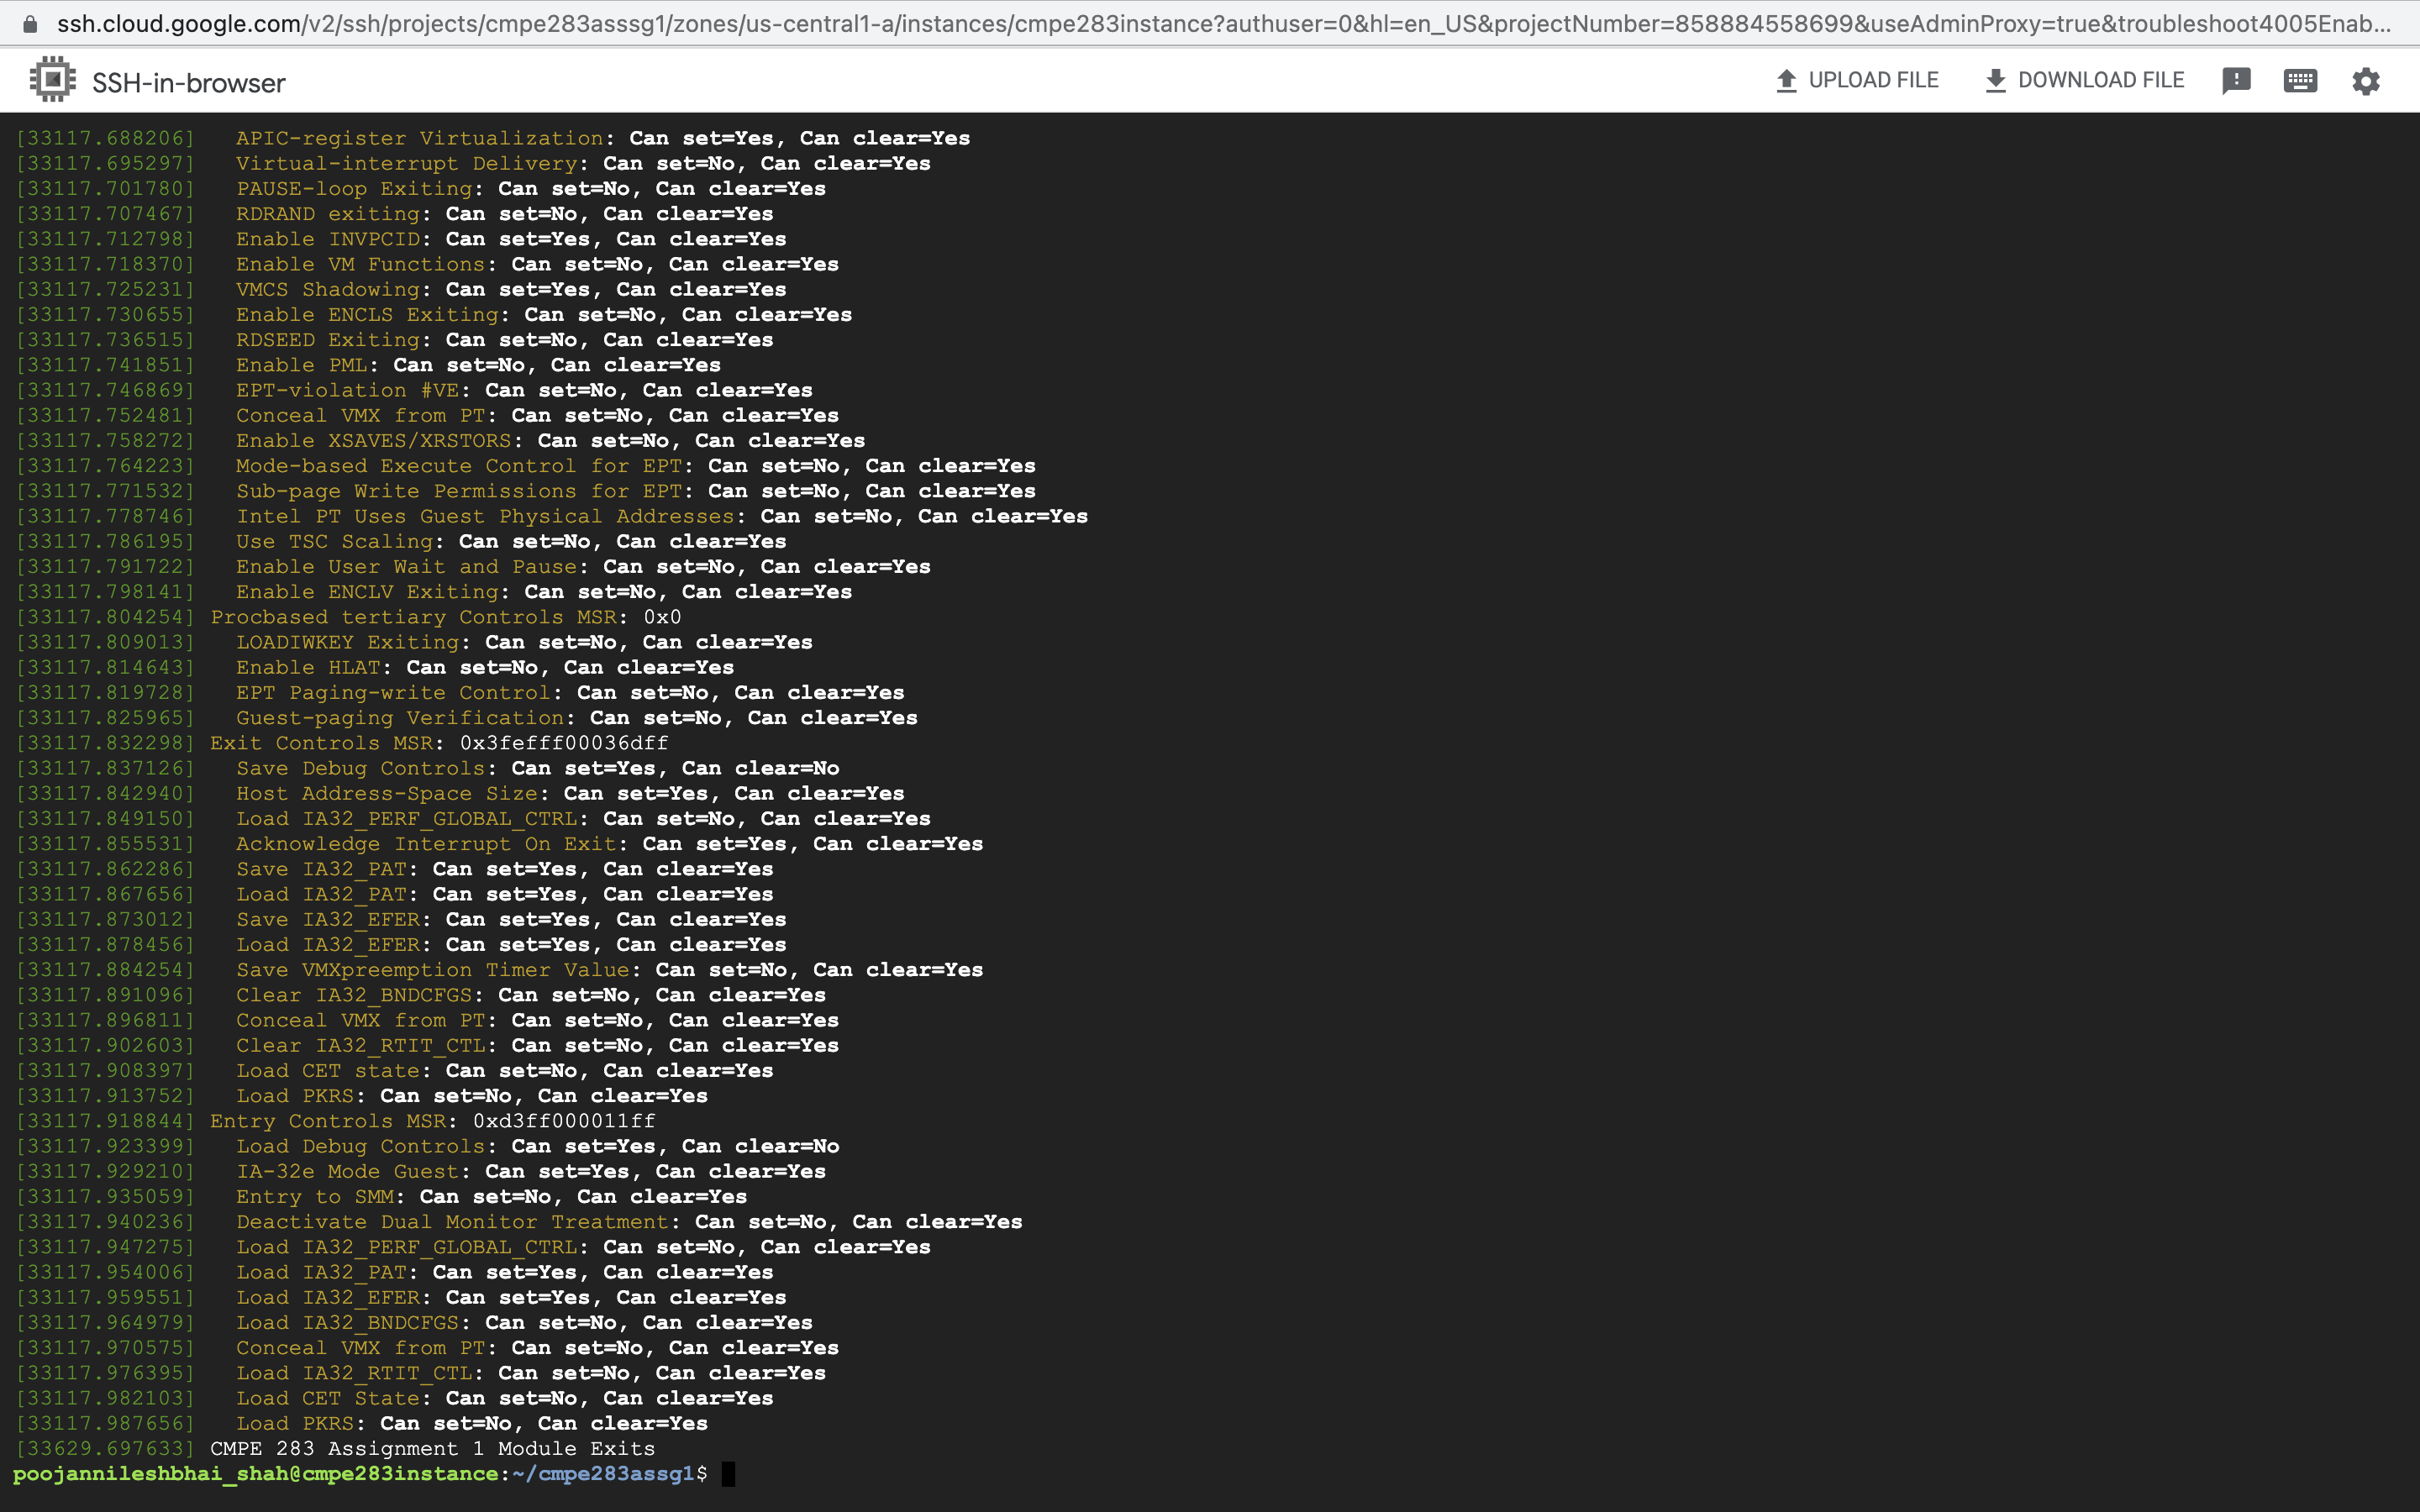 ssh.cloud.google.com/v2/ssh/projects/cmpe283asssg1/zones/us-central1-a/instances/cmpe283instance?authuser=0&hl=en_US&projectNumber=858884558699&useAdminProxy=true&troubleshoot4005Enab...
SSH-in-browser UPLOAD FILE DOWNLOAD FILE
[33117.688206]   APIC-register Virtualization: Can set=Yes, Can clear=Yes
[33117.695297]   Virtual-interrupt Delivery: Can set=No, Can clear=Yes
[33117.701780]   PAUSE-loop Exiting: Can set=No, Can clear=Yes
[33117.707467]   RDRAND exiting: Can set=No, Can clear=Yes
[33117.712798]   Enable INVPCID: Can set=Yes, Can clear=Yes
[33117.718370]   Enable VM Functions: Can set=No, Can clear=Yes
[33117.725231]   VMCS Shadowing: Can set=Yes, Can clear=Yes
[33117.730655]   Enable ENCLS Exiting: Can set=No, Can clear=Yes
[33117.736515]   RDSEED Exiting: Can set=No, Can clear=Yes
[33117.741851]   Enable PML: Can set=No, Can clear=Yes
[33117.746869]   EPT-violation #VE: Can set=No, Can clear=Yes
[33117.752481]   Conceal VMX from PT: Can set=No, Can clear=Yes
[33117.758272]   Enable XSAVES/XRSTORS: Can set=No, Can clear=Yes
[33117.764223]   Mode-based Execute Control for EPT: Can set=No, Can clear=Yes
[33117.771532]   Sub-page Write Permissions for EPT: Can set=No, Can clear=Yes
[33117.778746]   Intel PT Uses Guest Physical Addresses: Can set=No, Can clear=Yes
[33117.786195]   Use TSC Scaling: Can set=No, Can clear=Yes
[33117.791722]   Enable User Wait and Pause: Can set=No, Can clear=Yes
[33117.798141]   Enable ENCLV Exiting: Can set=No, Can clear=Yes
[33117.804254] Procbased tertiary Controls MSR: 0x0
[33117.809013]   LOADIWKEY Exiting: Can set=No, Can clear=Yes
[33117.814643]   Enable HLAT: Can set=No, Can clear=Yes
[33117.819728]   EPT Paging-write Control: Can set=No, Can clear=Yes
[33117.825965]   Guest-paging Verification: Can set=No, Can clear=Yes
[33117.832298] Exit Controls MSR: 0x3fefff00036dff
[33117.837126]   Save Debug Controls: Can set=Yes, Can clear=No
[33117.842940]   Host Address-Space Size: Can set=Yes, Can clear=Yes
[33117.849150]   Load IA32_PERF_GLOBAL_CTRL: Can set=No, Can clear=Yes
[33117.855531]   Acknowledge Interrupt On Exit: Can set=Yes, Can clear=Yes
[33117.862286]   Save IA32_PAT: Can set=Yes, Can clear=Yes
[33117.867656]   Load IA32_PAT: Can set=Yes, Can clear=Yes
[33117.873012]   Save IA32_EFER: Can set=Yes, Can clear=Yes
[33117.878456]   Load IA32_EFER: Can set=Yes, Can clear=Yes
[33117.884254]   Save VMXpreemption Timer Value: Can set=No, Can clear=Yes
[33117.891096]   Clear IA32_BNDCFGS: Can set=No, Can clear=Yes
[33117.896811]   Conceal VMX from PT: Can set=No, Can clear=Yes
[33117.902603]   Clear IA32_RTIT_CTL: Can set=No, Can clear=Yes
[33117.908397]   Load CET state: Can set=No, Can clear=Yes
[33117.913752]   Load PKRS: Can set=No, Can clear=Yes
[33117.918844] Entry Controls MSR: 0xd3ff000011ff
[33117.923399]   Load Debug Controls: Can set=Yes, Can clear=No
[33117.929210]   IA-32e Mode Guest: Can set=Yes, Can clear=Yes
[33117.935059]   Entry to SMM: Can set=No, Can clear=Yes
[33117.940236]   Deactivate Dual Monitor Treatment: Can set=No, Can clear=Yes
[33117.947275]   Load IA32_PERF_GLOBAL_CTRL: Can set=No, Can clear=Yes
[33117.954006]   Load IA32_PAT: Can set=Yes, Can clear=Yes
[33117.959551]   Load IA32_EFER: Can set=Yes, Can clear=Yes
[33117.964979]   Load IA32_BNDCFGS: Can set=No, Can clear=Yes
[33117.970575]   Conceal VMX from PT: Can set=No, Can clear=Yes
[33117.976395]   Load IA32_RTIT_CTL: Can set=No, Can clear=Yes
[33117.982103]   Load CET State: Can set=No, Can clear=Yes
[33117.987656]   Load PKRS: Can set=No, Can clear=Yes
[33629.697633] CMPE 283 Assignment 1 Module Exits
poojannileshbhai_shah@cmpe283instance:~/cmpe283assg1$